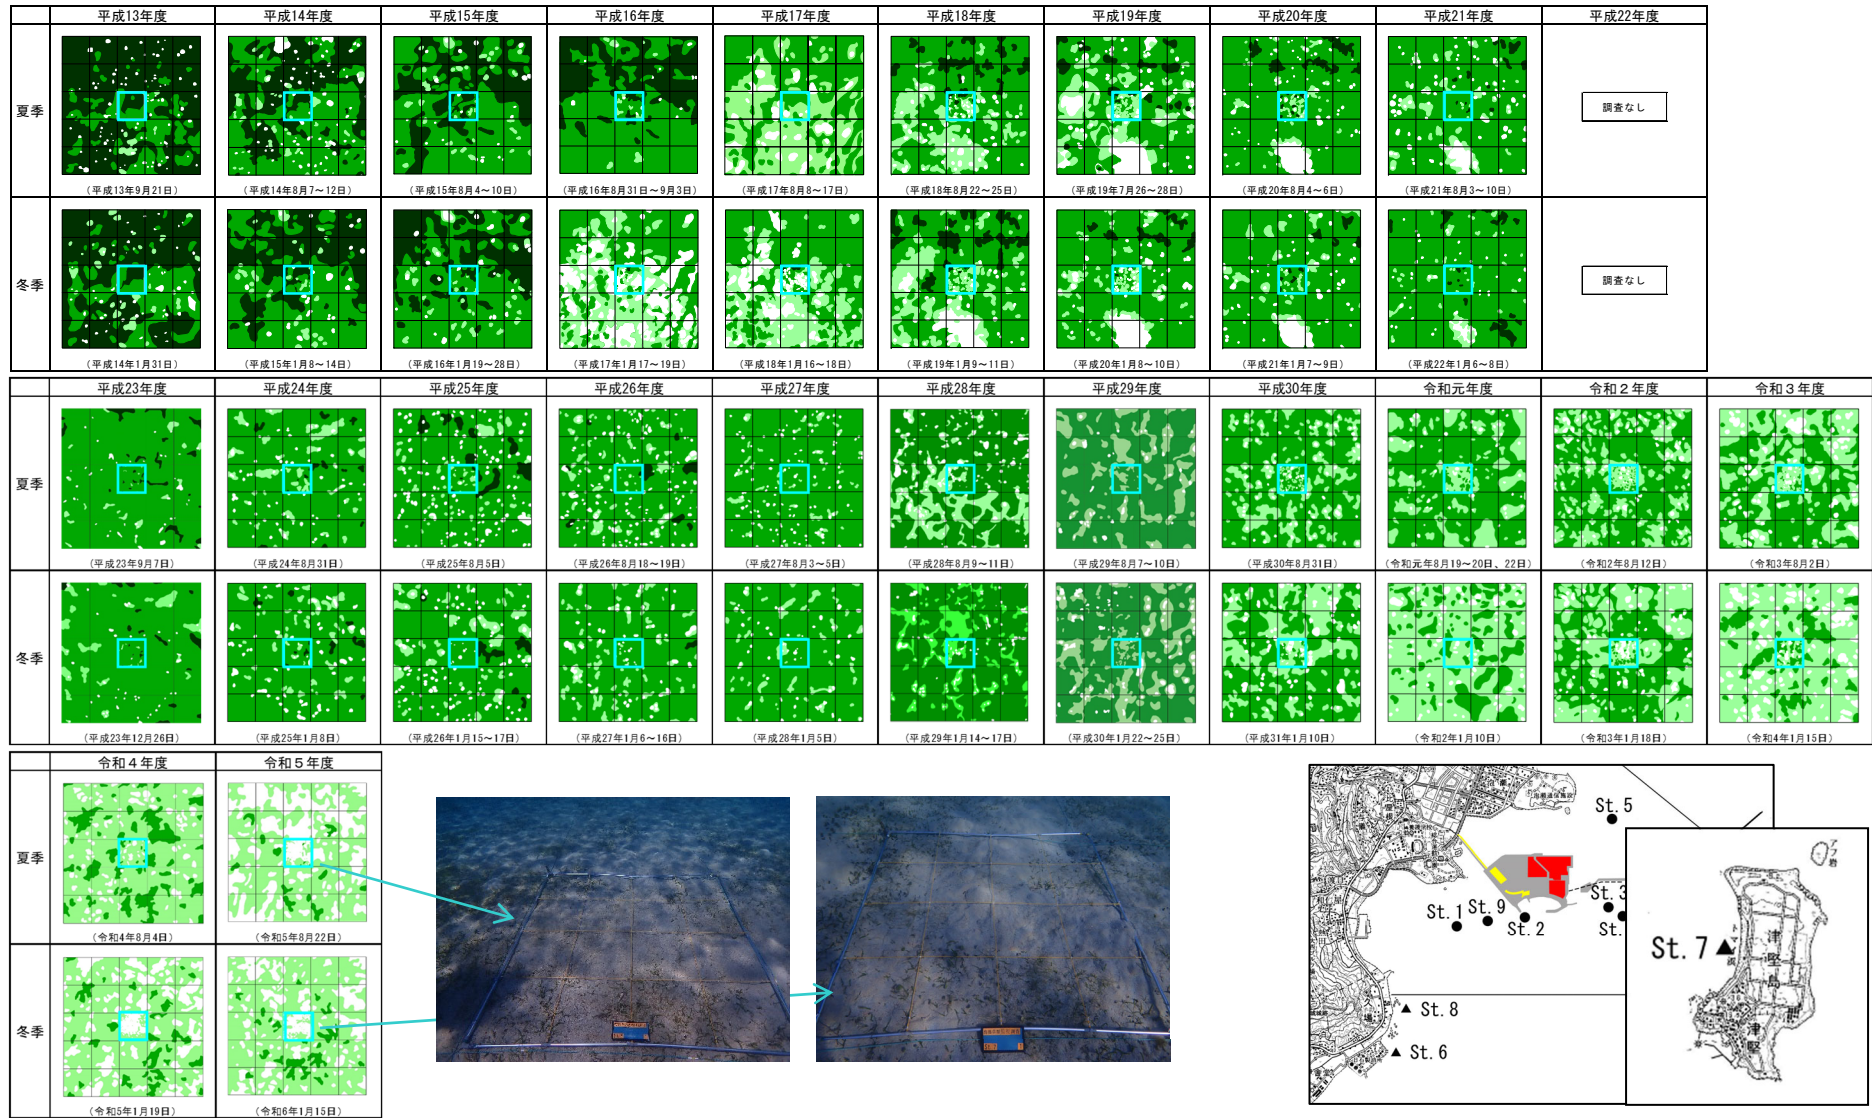 平成13年度 平成14年度 平成15年度 平成16年度 平成17年度 平成18年度 平成19年度 平成20年度 平成21年度 平成22年度
夏季
調査なし
(平成13年9月21日) (平成14年8月7~12日) (平成15年8月4~10日) (平成16年8月31日~9月3日) (平成17年8月8~17日) (平成18年8月22~25日) (平成19年7月26~28日) (平成20年8月4~6日) (平成21年8月3~10日)
冬季
調査なし
(平成14年1月31日) (平成15年1月8~14日) (平成16年1月19~28日) (平成17年1月17~19日) (平成18年1月16~18日) (平成19年1月9~11日) (平成20年1月8~10日) (平成21年1月7~9日) (平成22年1月6~8日)
平成23年度 平成24年度 平成25年度 平成26年度 平成27年度 平成28年度 平成29年度 平成30年度 令和元年度 令和2年度 令和3年度
夏季
(平成23年9月7日) (平成24年8月31日) (平成25年8月5日) (平成26年8月18~19日) (平成27年8月3~5日) (平成28年8月9~11日) (平成29年8月7~10日) (平成30年8月31日) (令和元年8月19~20日、22日) (令和2年8月12日) (令和3年8月2日)
冬季
(平成23年12月26日) (平成25年1月8日) (平成26年1月15~17日) (平成27年1月6~16日) (平成28年1月5日) (平成29年1月14~17日) (平成30年1月22~25日) (平成31年1月10日) (令和2年1月10日) (令和3年1月18日) (令和4年1月15日)
令和4年度 令和5年度
夏季
(令和4年8月4日) (令和5年8月22日)
冬季
(令和5年1月19日) (令和6年1月15日)
St. 5
St. 1 St. 9
St. 2
St. 3
St.
St. 7
St. 8
St. 6
津堅島
津堅